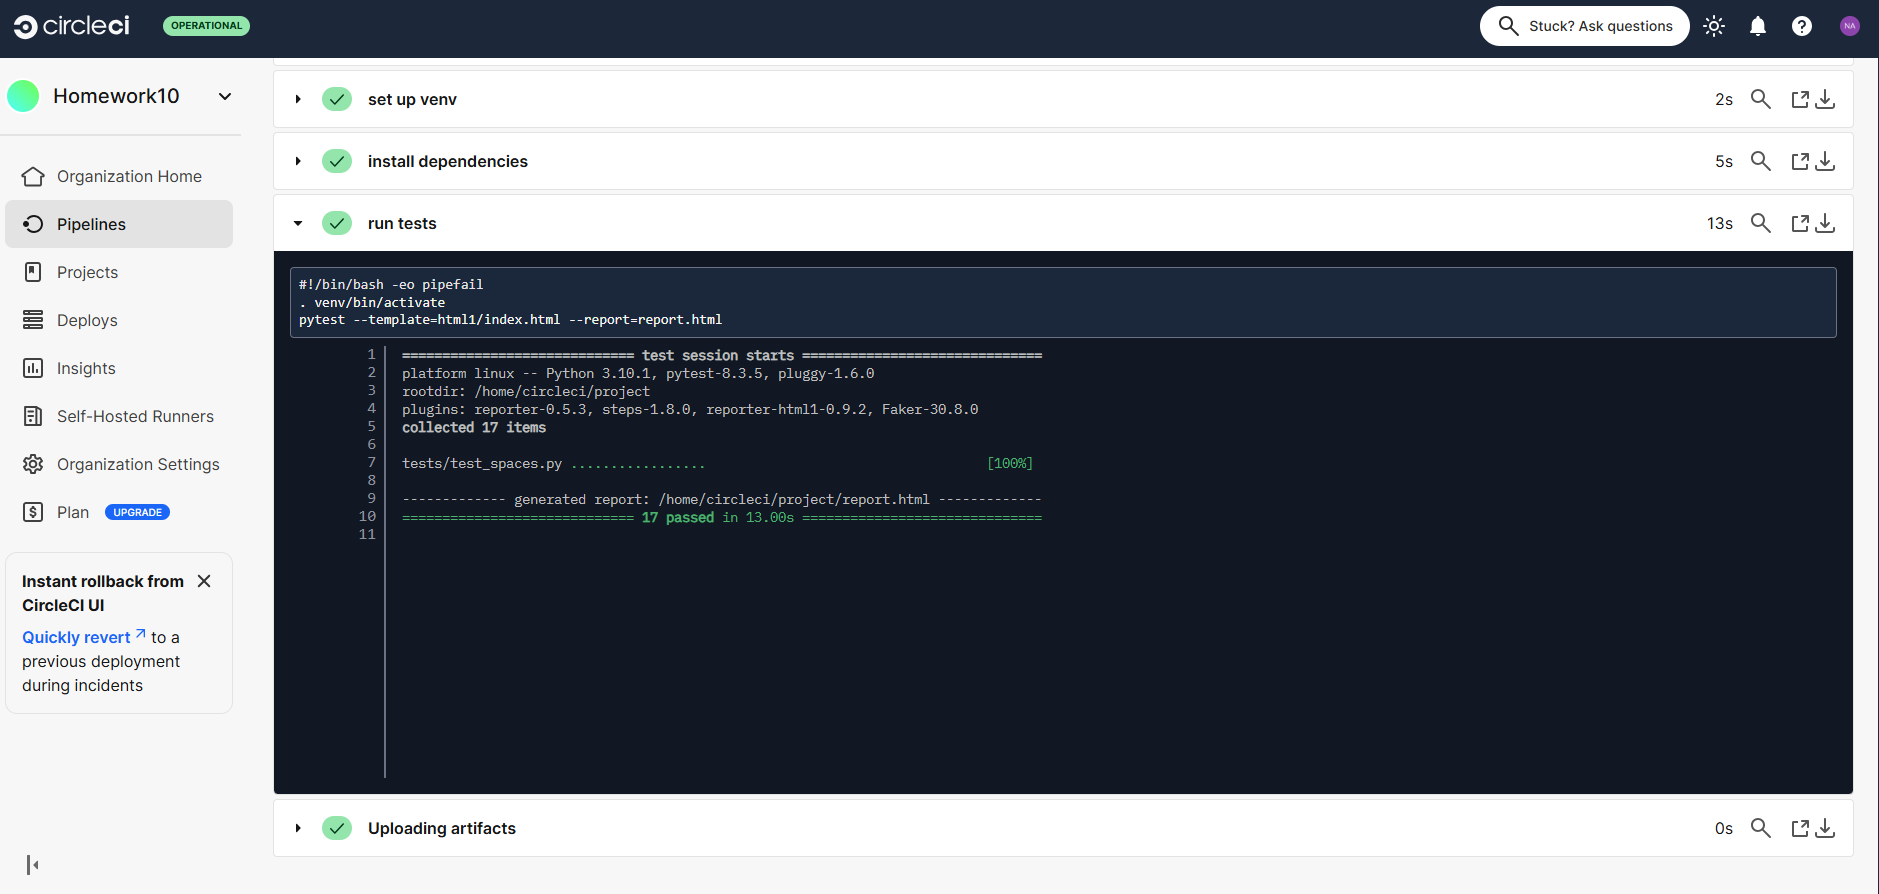 circleci
OPERATIONAL
Stuck? Ask questions
NA
Homework10
Organization Home
Pipelines
Projects
Deploys
Insights
Self-Hosted Runners
Organization Settings
Plan UPGRADE
Instant rollback from
CircleCI UI
Quickly revert to a
previous deployment
during incidents
set up venv 2s
install dependencies 5s
run tests 13s
#!/bin/bash -eo pipefail
. venv/bin/activate
pytest --template=html1/index.html --report=report.html
1 ============================= test session starts ==============================
2 platform linux -- Python 3.10.1, pytest-8.3.5, pluggy-1.6.0
3 rootdir: /home/circleci/project
4 plugins: reporter-0.5.3, steps-1.8.0, reporter-html1-0.9.2, Faker-30.8.0
5 collected 17 items
6
7 tests/test_spaces.py ................. [100%]
8
9 ------------- generated report: /home/circleci/project/report.html -------------
10 ============================= 17 passed in 13.00s ==============================
11
Uploading artifacts 0s